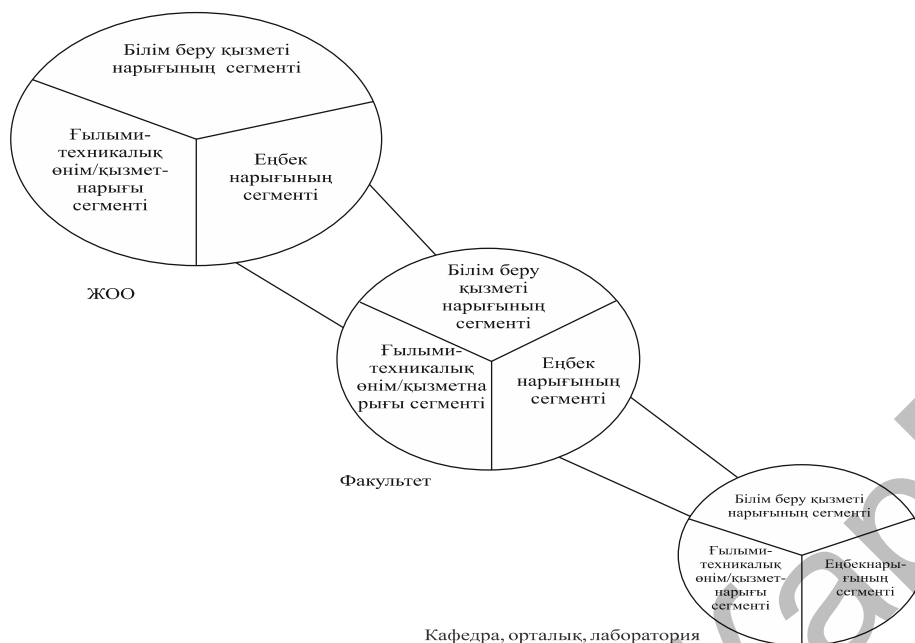 Білім беру қызметі
нарығының сегменті
Ғылыми-
техникалық
өнім/қызмет-
нарығы
сегменті
Еңбек
нарығының
сегменті
ЖОО
Білім беру
қызметі
нарығының
сегменті
Ғылыми-
техникалық
өнім/қызметна
рығы сегменті
Еңбек
нарығының
сегменті
Факультет
Білім беру қызметі
нарығының сегменті
Ғылыми-
техникалық
өнім/қызмет-
нарығы
сегменті
Еңбекнары-
ғының
сегменті
Кафедра, орталық, лаборатория